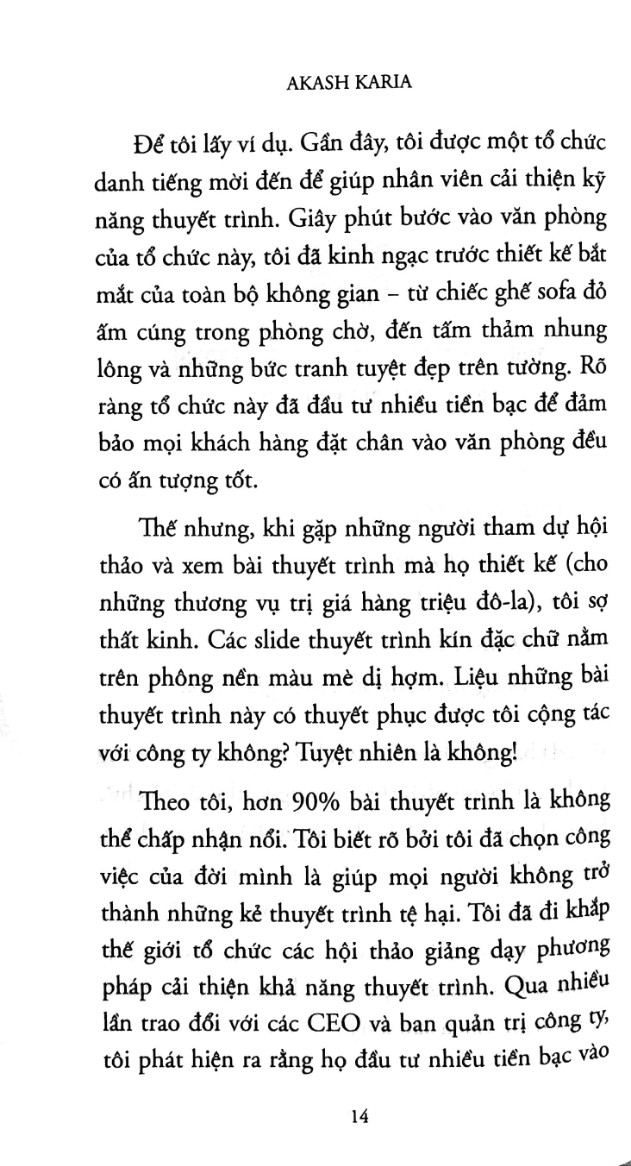 AKASH KARIA
Để tôi lấy ví dụ. Gần đây, tôi được một tổ chức
danh tiếng mời đến để giúp nhân viên cải thiện kỹ
năng thuyết trình. Giây phút bước vào văn phòng
của tổ chức này, tôi đã kinh ngạc trước thiết kế bắt
mắt của toàn bộ không gian – từ chiếc ghế sofa đỏ
ấm cúng trong phòng chờ, đến tấm thảm nhung
lông và những bức tranh tuyệt đẹp trên tường. Rõ
ràng tổ chức này đã đầu tư nhiều tiền bạc để đảm
bảo mọi khách hàng đặt chân vào văn phòng đều
có ấn tượng tốt.
Thế nhưng, khi gặp những người tham dự hội
thảo và xem bài thuyết trình mà họ thiết kế (cho
những thương vụ trị giá hàng triệu đô-la), tôi sợ
thất kinh. Các slide thuyết trình kín đặc chữ nằm
trên phông nền màu mè dị hợm. Liệu những bài
thuyết trình này có thuyết phục được tôi cộng tác
với công ty không? Tuyệt nhiên là không!
Theo tôi, hơn 90% bài thuyết trình là không
thể chấp nhận nổi. Tôi biết rõ bởi tôi đã chọn công
việc của đời mình là giúp mọi người không trở
thành những kẻ thuyết trình tệ hại. Tôi đã đi khắp
thế giới tổ chức các hội thảo giảng dạy phương
pháp cải thiện khả năng thuyết trình. Qua nhiều
lần trao đổi với các CEO và ban quản trị công ty,
tôi phát hiện ra rằng họ đầu tư nhiều tiền bạc vào
14